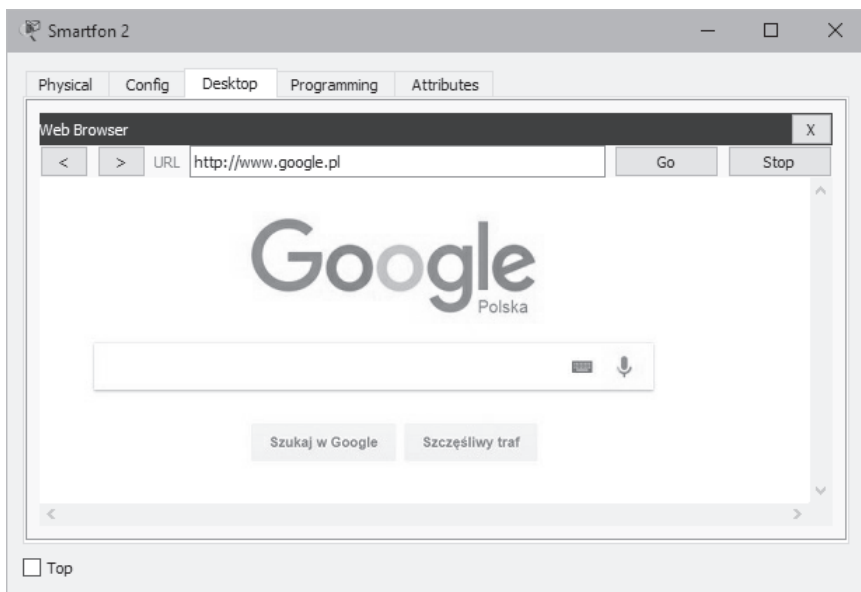 Smartfon 2
Physical Config Desktop Programming Attributes
Web Browser X
< > URL http://www.google.pl Go Stop
Google
Polska
Szukaj w Google Szczęśliwy traf
Top